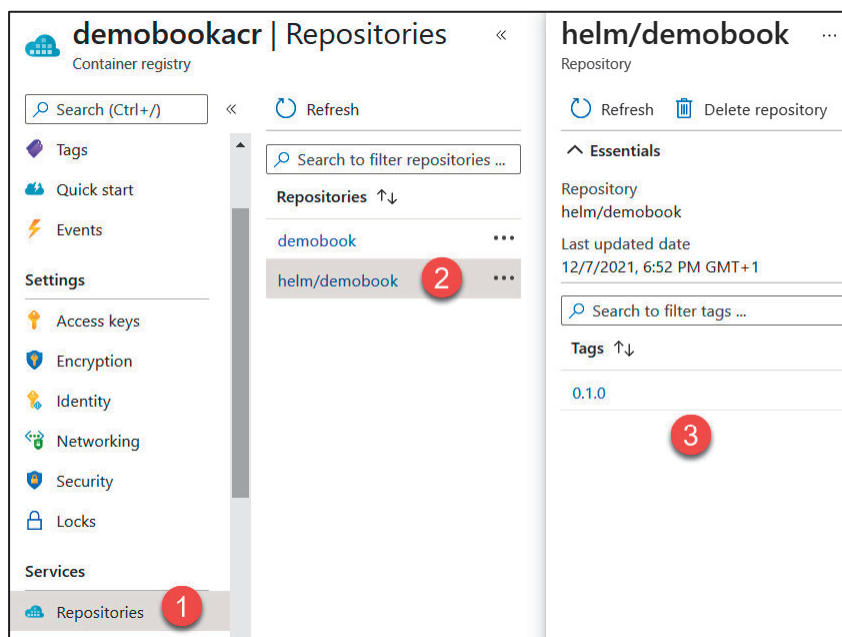 demobookacr | Repositories
Container registry
«
Search (Ctrl+/)
«
Tags
Quick start
Events
Settings
Access keys
Encryption
Identity
Networking
Security
Locks
Services
Repositories
1
Refresh
Search to filter repositories ...
Repositories ↑↓
demobook
...
helm/demobook
2
...
helm/demobook
...
Repository
Refresh
Delete repository
Essentials
Repository
helm/demobook
Last updated date
12/7/2021, 6:52 PM GMT+1
Search to filter tags ...
Tags ↑↓
0.1.0
3